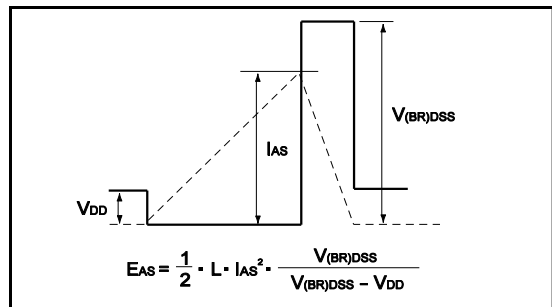 V(BR)DSS
IAS
VDD
EAS = 1/2 · L · IAS² · V(BR)DSS / (V(BR)DSS – VDD)